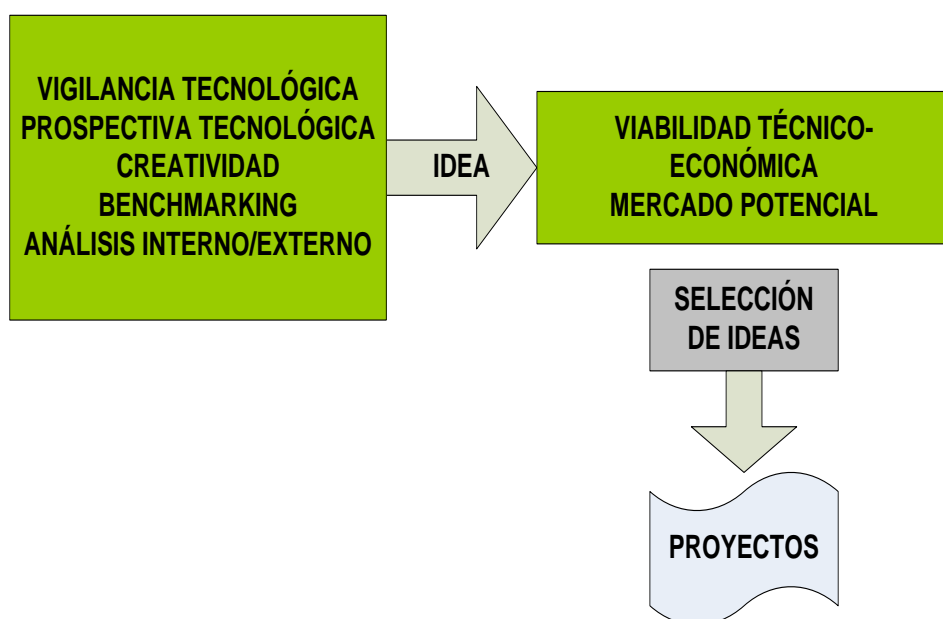 VIGILANCIA TECNOLÓGICA
PROSPECTIVA TECNOLÓGICA
CREATIVIDAD
BENCHMARKING
ANÁLISIS INTERNO/EXTERNO
IDEA
VIABILIDAD TÉCNICO-
ECONÓMICA
MERCADO POTENCIAL
SELECCIÓN
DE IDEAS
PROYECTOS